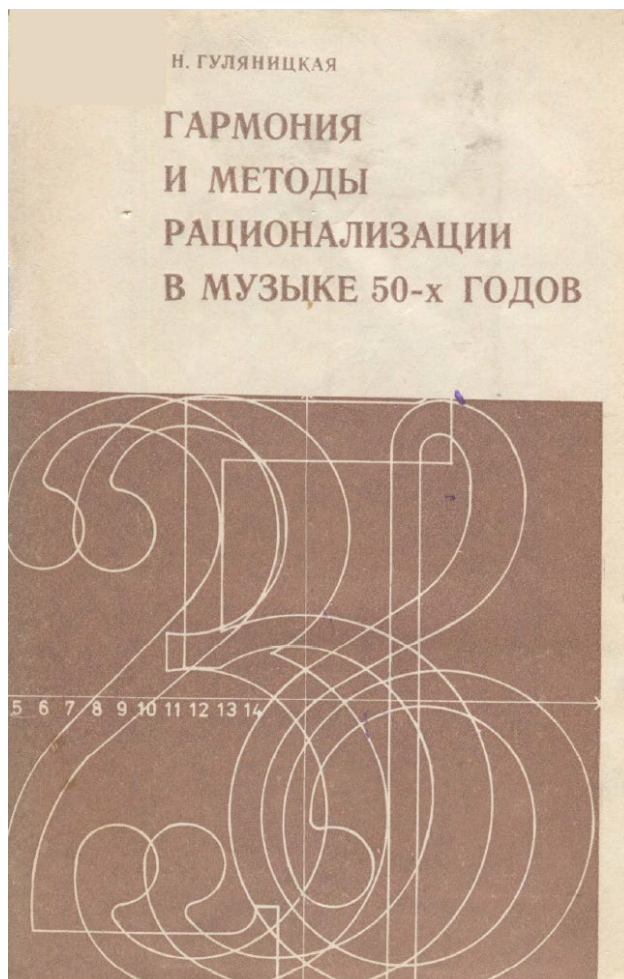 Н. ГУЛЯНИЦКАЯ
ГАРМОНИЯ
И МЕТОДЫ
РАЦИОНАЛИЗАЦИИ
В МУЗЫКЕ 50-х ГОДОВ
5 6 7 8 9 10 11 12 13 14